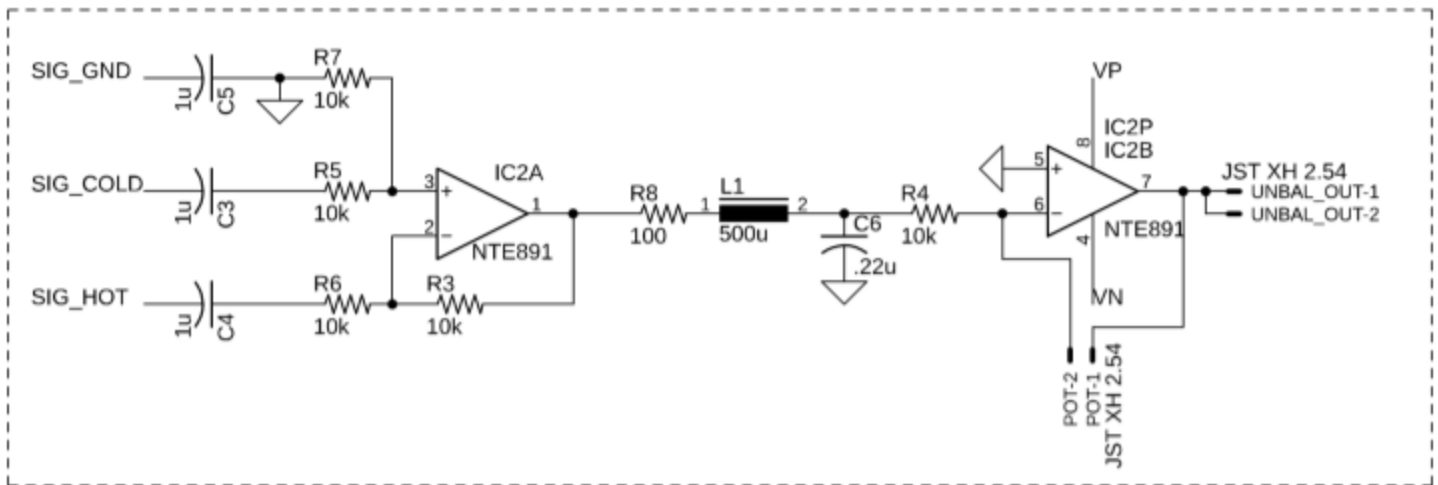 SIG_GND
1u
C5
R7
10k
SIG_COLD
1u
C3
R5
10k
SIG_HOT
1u
C4
R6
10k
R3
10k
3
+
2
−
IC2A
1
NTE891
R8
100
1
L1
2
500u
C6
.22u
R4
10k
VP
8
IC2P
IC2B
5
+
6
−
7
NTE891
4
VN
JST XH 2.54
UNBAL_OUT-1
UNBAL_OUT-2
POT-2
POT-1
JST XH 2.54